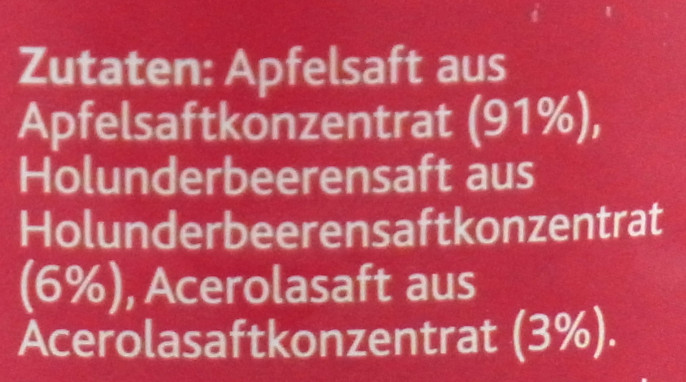 Zutaten: Apfelsaft aus
Apfelsaftkonzentrat (91%),
Holunderbeerensaft aus
Holunderbeerensaftkonzentrat
(6%), Acerolasaft aus
Acerolasaftkonzentrat (3%).